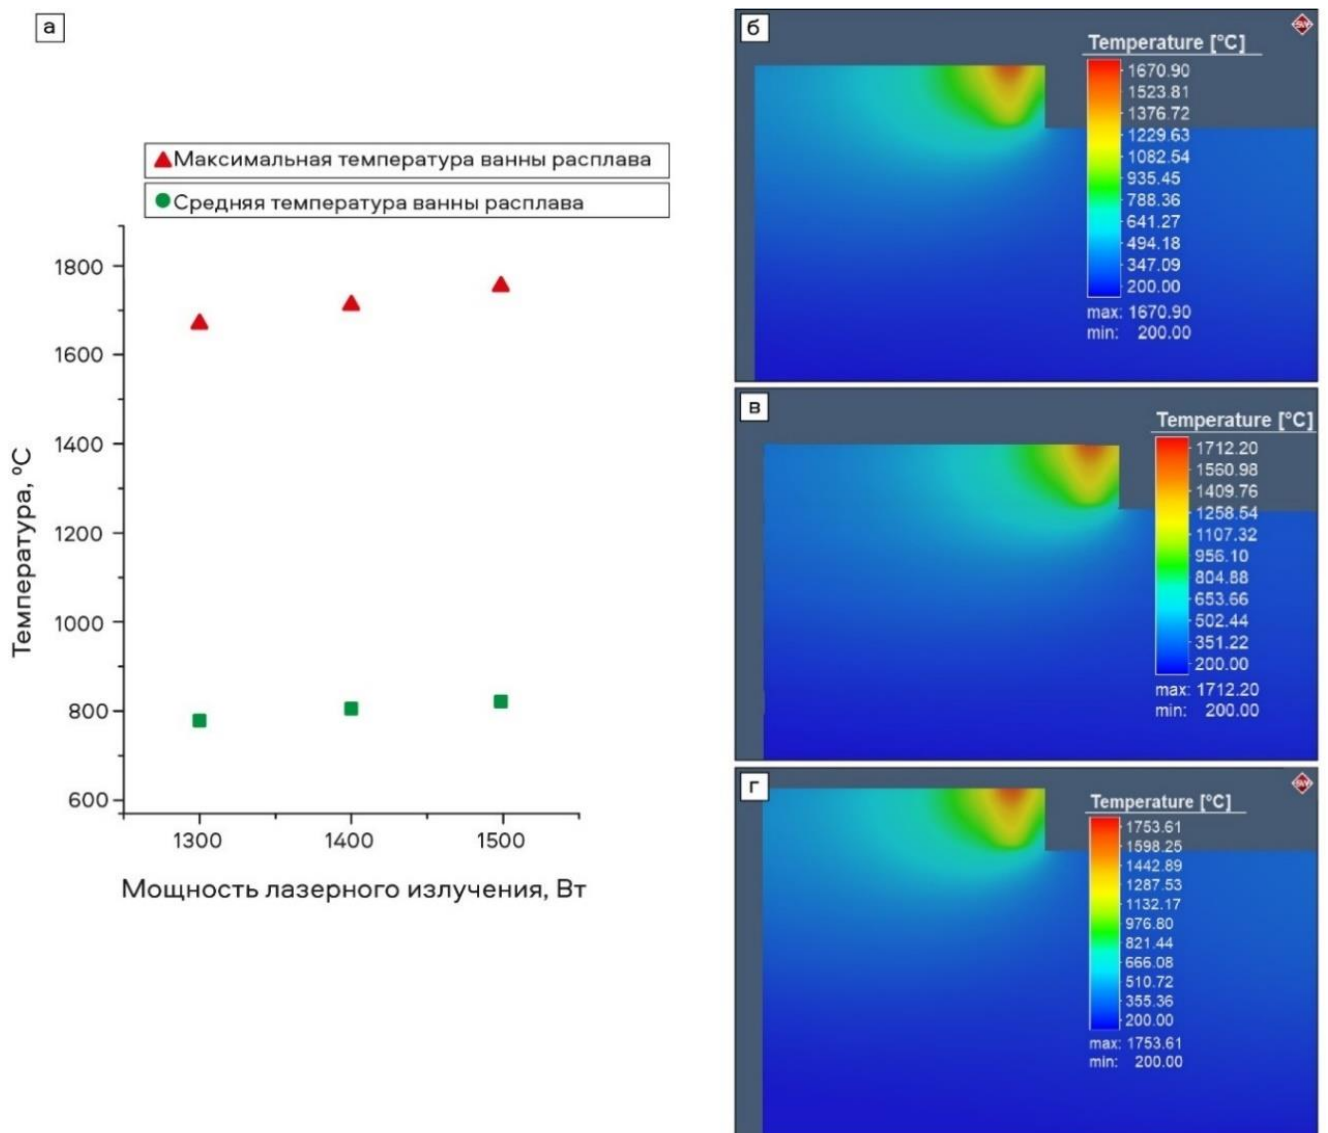 а
Максимальная температура ванны расплава
Средняя температура ванны расплава
1800
1600
1400
1200
1000
800
600
Температура, ºС
1300 1400 1500
Мощность лазерного излучения, Вт
б
Temperature [°C]
1670.90
1523.81
1376.72
1229.63
1082.54
935.45
788.36
641.27
494.18
347.09
200.00
max: 1670.90
min: 200.00
в
Temperature [°C]
1712.20
1560.98
1409.76
1258.54
1107.32
956.10
804.88
653.66
502.44
351.22
200.00
max: 1712.20
min: 200.00
г
Temperature [°C]
1753.61
1598.25
1442.89
1287.53
1132.17
976.80
821.44
666.08
510.72
355.36
200.00
max: 1753.61
min: 200.00